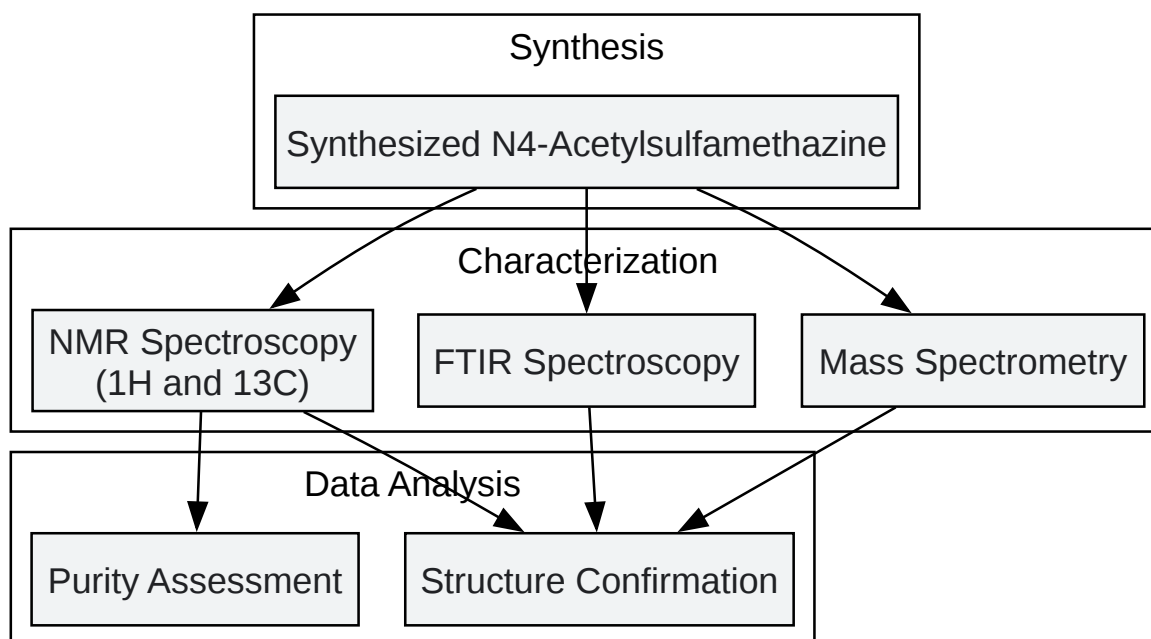 Synthesis
Synthesized N4-Acetylsulfamethazine
Characterization
NMR Spectroscopy
(1H and 13C)
FTIR Spectroscopy
Mass Spectrometry
Data Analysis
Purity Assessment
Structure Confirmation